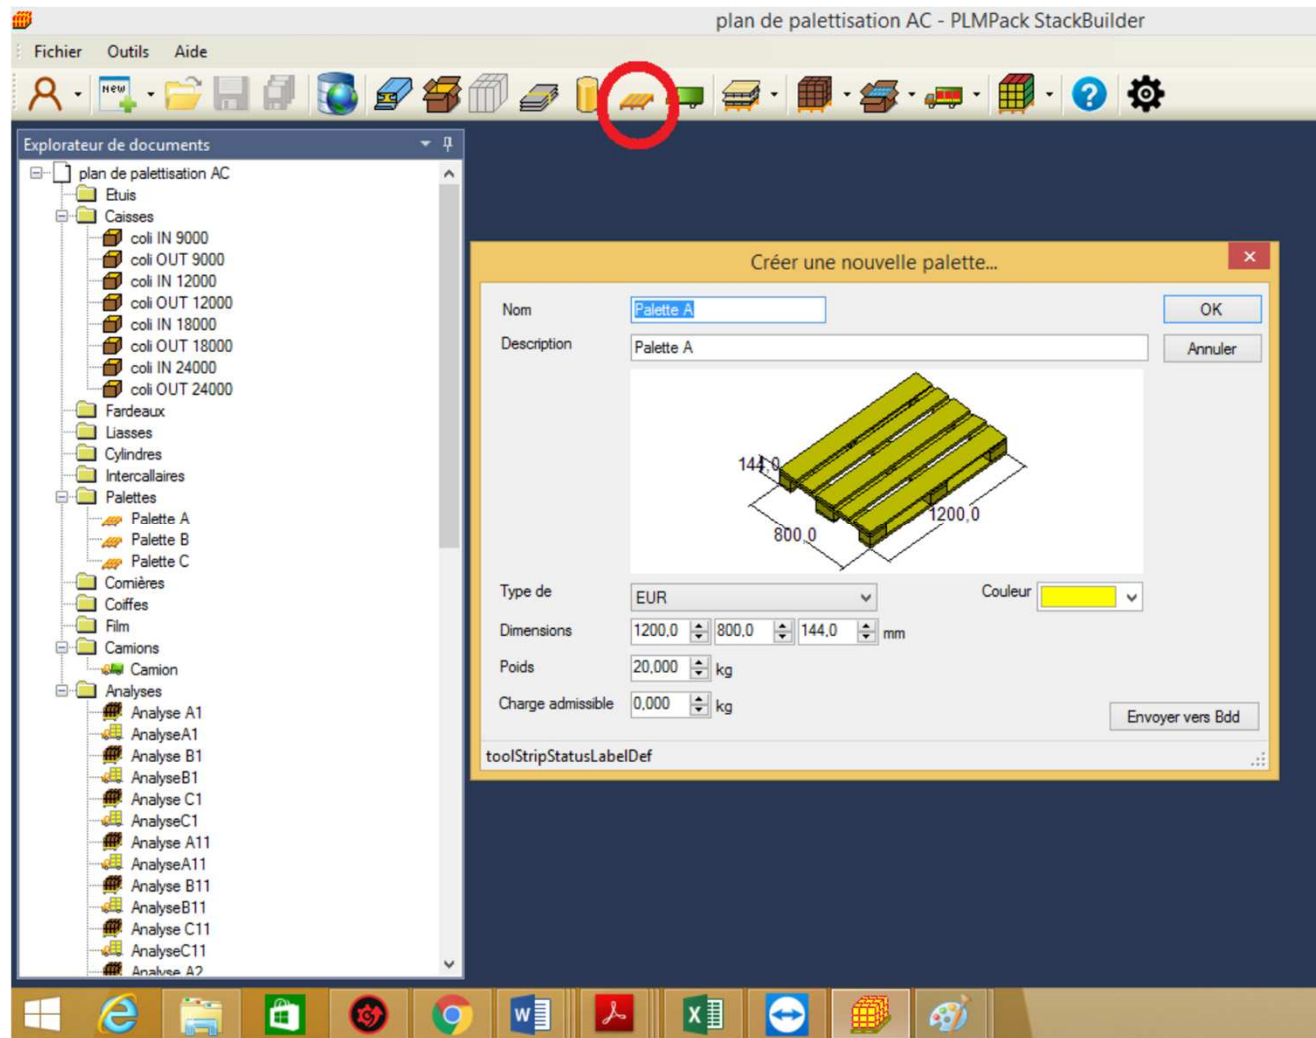 plan de palettisation AC - PLMPack StackBuilder
Fichier Outils Aide
New
Explorateur de documents
plan de palettisation AC
Etuis
Caisses
coli IN 9000
coli OUT 9000
coli IN 12000
coli OUT 12000
coli IN 18000
coli OUT 18000
coli IN 24000
coli OUT 24000
Fardeaux
Liasses
Cylindres
Intercallaires
Palettes
Palette A
Palette B
Palette C
Cornières
Coiffes
Film
Camions
Camion
Analyses
Analyse A1
AnalyseA1
Analyse B1
AnalyseB1
Analyse C1
AnalyseC1
Analyse A11
AnalyseA11
Analyse B11
AnalyseB11
Analyse C11
AnalyseC11
Analyse A2
Créer une nouvelle palette...
Nom Palette A OK
Description Palette A Annuler
144,0
800,0
1200,0
Type de EUR Couleur
Dimensions 1200,0 800,0 144,0 mm
Poids 20,000 kg
Charge admissible 0,000 kg
Envoyer vers Bdd
toolStripStatusLabelDef